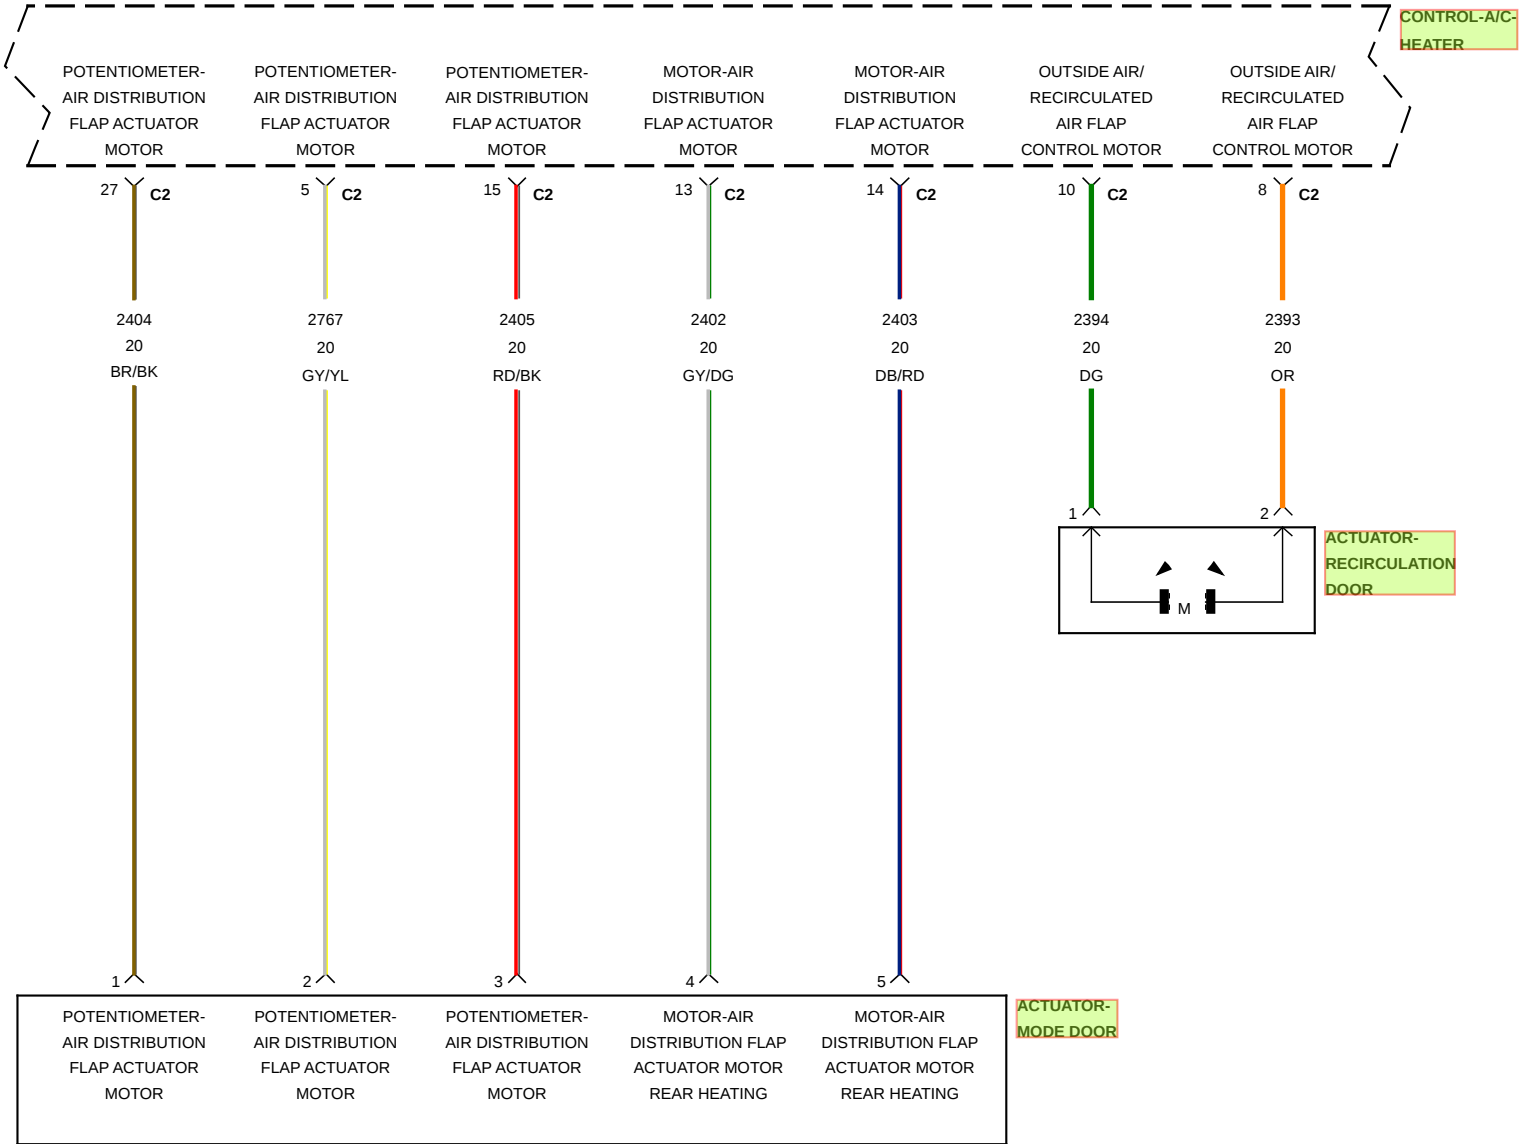 CONTROL-A/C-
HEATER
POTENTIOMETER-
AIR DISTRIBUTION
FLAP ACTUATOR
MOTOR
POTENTIOMETER-
AIR DISTRIBUTION
FLAP ACTUATOR
MOTOR
POTENTIOMETER-
AIR DISTRIBUTION
FLAP ACTUATOR
MOTOR
MOTOR-AIR
DISTRIBUTION
FLAP ACTUATOR
MOTOR
MOTOR-AIR
DISTRIBUTION
FLAP ACTUATOR
MOTOR
OUTSIDE AIR/
RECIRCULATED
AIR FLAP
CONTROL MOTOR
OUTSIDE AIR/
RECIRCULATED
AIR FLAP
CONTROL MOTOR
27 C2
5 C2
15 C2
13 C2
14 C2
10 C2
8 C2
2404
20
BR/BK
2767
20
GY/YL
2405
20
RD/BK
2402
20
GY/DG
2403
20
DB/RD
2394
20
DG
2393
20
OR
1
2
M
ACTUATOR-
RECIRCULATION
DOOR
1
2
3
4
5
POTENTIOMETER-
AIR DISTRIBUTION
FLAP ACTUATOR
MOTOR
POTENTIOMETER-
AIR DISTRIBUTION
FLAP ACTUATOR
MOTOR
POTENTIOMETER-
AIR DISTRIBUTION
FLAP ACTUATOR
MOTOR
MOTOR-AIR
DISTRIBUTION FLAP
ACTUATOR MOTOR
REAR HEATING
MOTOR-AIR
DISTRIBUTION FLAP
ACTUATOR MOTOR
REAR HEATING
ACTUATOR-
MODE DOOR